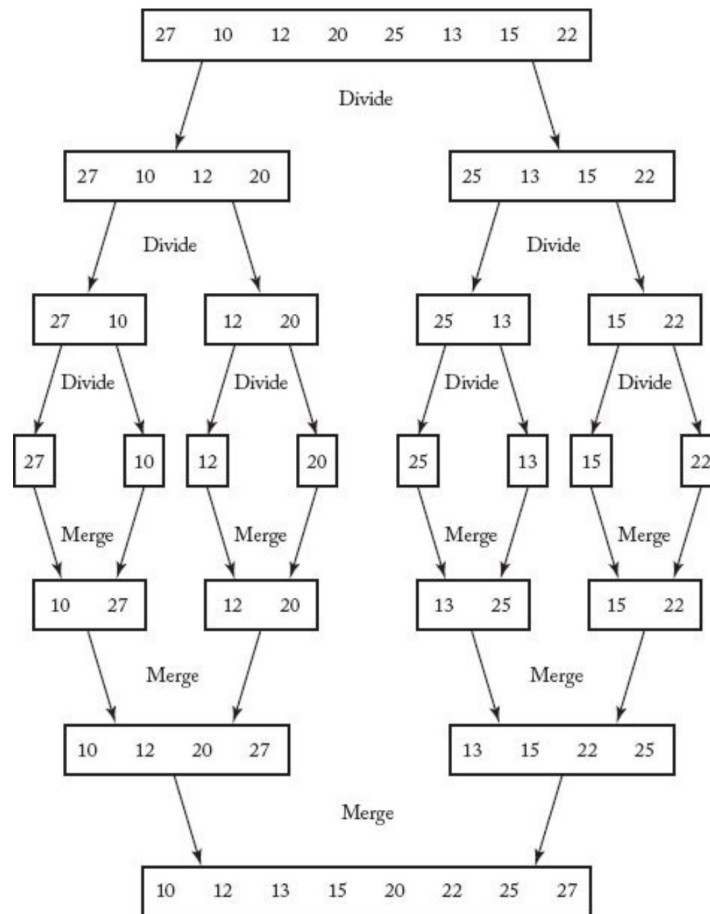 27 10 12 20 25 13 15 22
Divide
27 10 12 20 25 13 15 22
Divide Divide
27 10 12 20 25 13 15 22
Divide Divide Divide Divide
27 10 12 20 25 13 15 22
Merge Merge Merge Merge
10 27 12 20 13 25 15 22
Merge Merge
10 12 20 27 13 15 22 25
Merge
10 12 13 15 20 22 25 27